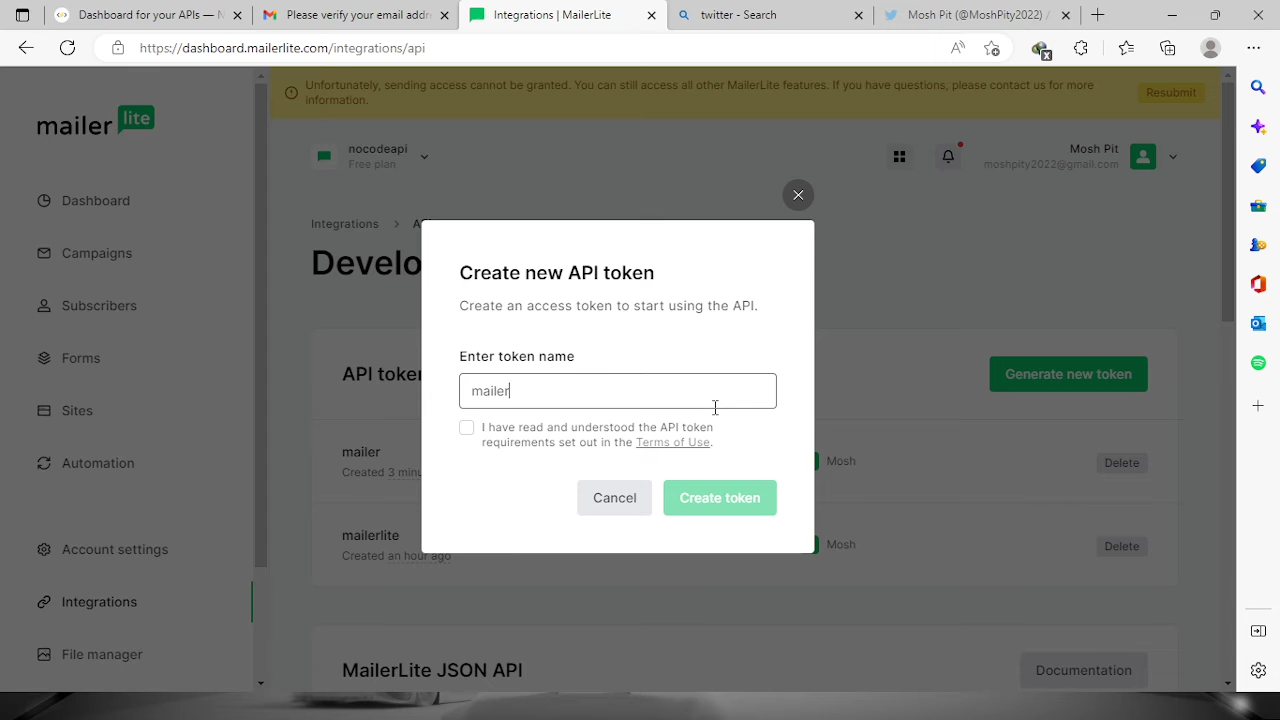 Dashboard for your APIs — N
Please verify your email addre
Integrations | MailerLite
twitter - Search
Mosh Pit (@MoshPity2022) /
https://dashboard.mailerlite.com/integrations/api
Unfortunately, sending access cannot be granted. You can still access all other MailerLite features. If you have questions, please contact us for more
information.
Resubmit
mailer lite
nocodeapi
Free plan
Mosh Pit
moshpity2022@gmail.com
Dashboard
Campaigns
Subscribers
Forms
Sites
Automation
Account settings
Integrations
File manager
Integrations > A
Develo
API token
Generate new token
mailer
Created 3 minu
Mosh
Delete
mailerlite
Created an hour ago
Mosh
Delete
MailerLite JSON API
Documentation
Create new API token
Create an access token to start using the API.
Enter token name
mailer
I have read and understood the API token
requirements set out in the Terms of Use.
Cancel
Create token